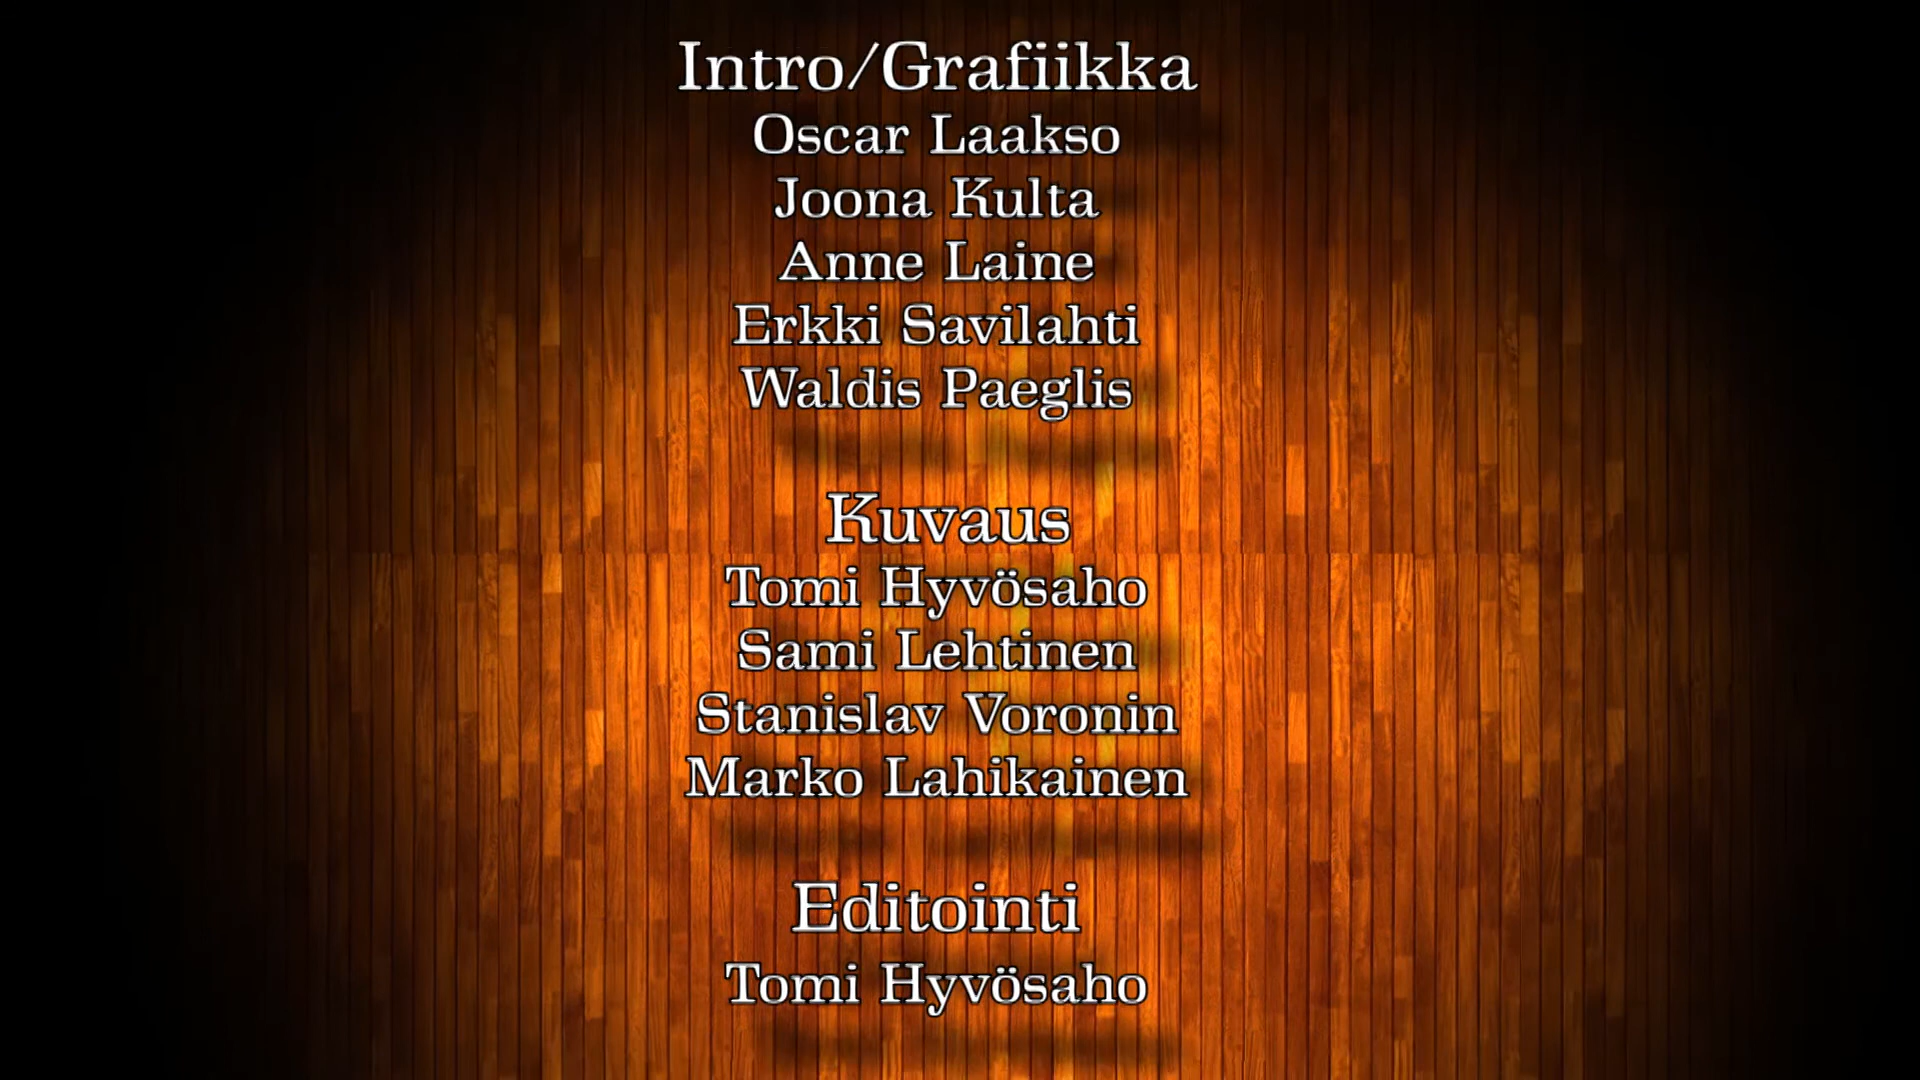 Intro/Grafiikka
Oscar Laakso
Joona Kulta
Anne Laine
Erkki Savilahti
Waldis Paeglis
Kuvaus
Tomi Hyvösaho
Sami Lehtinen
Stanislav Voronin
Marko Lahikainen
Editointi
Tomi Hyvösaho